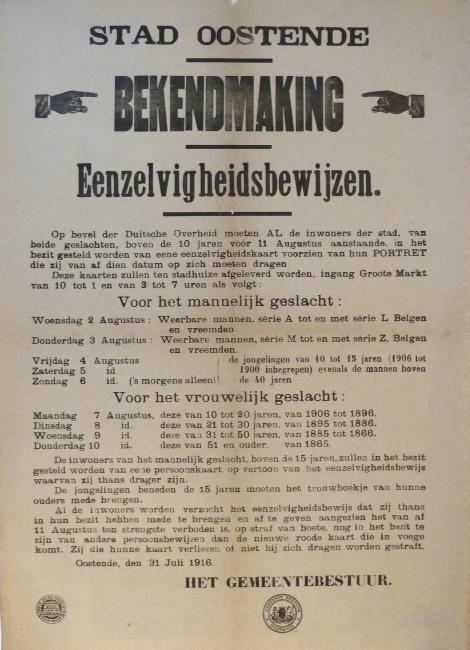 STAD OOSTENDE
BEKENDMAKING
Eenzelvigheidsbewijzen.
Op bevel der Duitsche Overheid moeten AL de inwoners der stad, van
beide geslachten, boven de 10 jaren vóór 11 Augustus aanstaande, in het
bezit gesteld worden van eene eenzelvigheidskaart voorzien van hun PORTRET
die zij van af dien datum op zich moeten dragen
Deze kaarten zullen ten stadhuize afgeleverd worden, ingang Groote Markt
van 10 tot 1 en van 3 tot 7 uren als volgt:
Voor het mannelijk geslacht:
Woensdag 2 Augustus: Weerbare mannen, série A tot en met série L Belgen
en vreemden
Donderdag 3 Augustus: Weerbare mannen, série M tot en met série Z, Belgen
en vreemden.
Vrijdag 4 Augustus de jongelingen van 10 tot 15 jaren (1906 tot
Zaterdag 5 id. 1900 inbegrepen) evenals de mannen boven
Zondag 6 id. ('s morgens alleen) de 40 jaren
Voor het vrouwelijk geslacht:
Maandag 7 Augustus, deze van 10 tot 20 jaren, van 1906 tot 1896.
Dinsdag 8 id. deze van 21 tot 30 jaren, van 1895 tot 1886.
Woensdag 9 id. deze van 31 tot 50 jaren, van 1885 tot 1866.
Donderdag 10 id. deze van 51 en ouder. van 1865.
De inwoners van het mannelijk geslacht, boven de 15 jaren, zullen in het bezit
gesteld worden van eene persoonskaart, op vertoon van het eenzelvigheidsbewijs
waarvan zij thans drager zijn.
De jongelingen beneden de 15 jaren moeten het trouwboekje van hunne
ouders mede brengen.
Al de inwoners worden verzocht het eenzelvigheidsbewijs dat zij thans
in hun bezit hebben mede te brengen en af te geven aangezien het van af
11 Augustus ten strengste verboden is, op straf van boete, nog in het bezit te
zijn van andere persoonsbewijzen dan de nieuwe roode kaart die in voege
komt. Zij die hunne kaart verliezen of niet bij zich dragen worden gestraft.
Oostende, den 31 Juli 1916.
HET GEMEENTEBESTUUR.